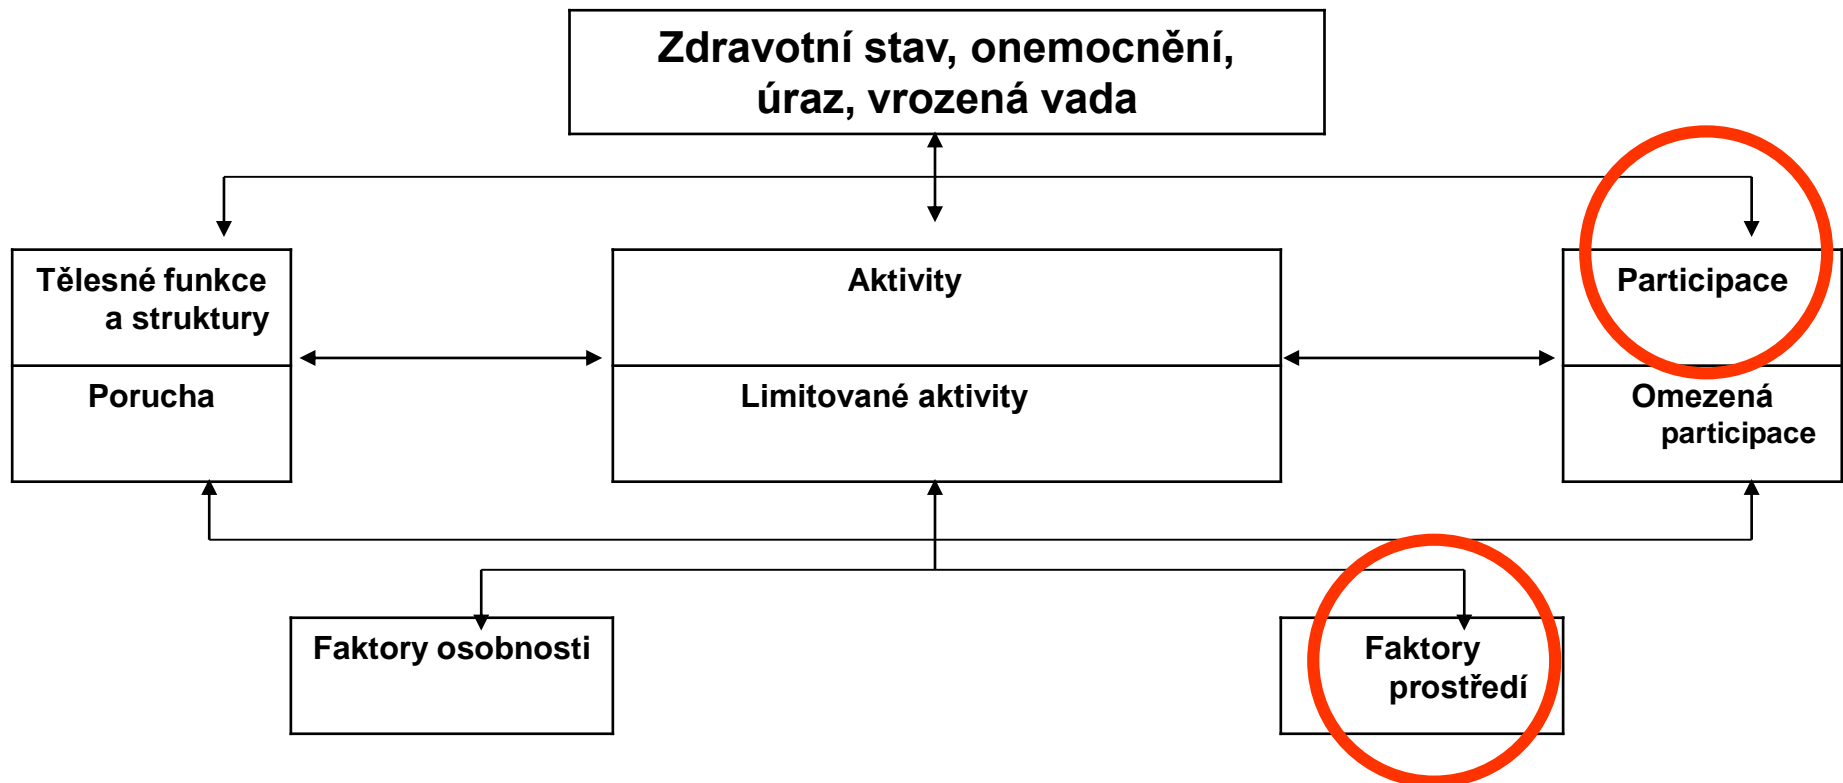 Zdravotní stav, onemocnění,
úraz, vrozená vada
Tělesné funkce
a struktury
Porucha
Aktivity
Limitované aktivity
Participace
Omezená
participace
Faktory osobnosti
Faktory
prostředí